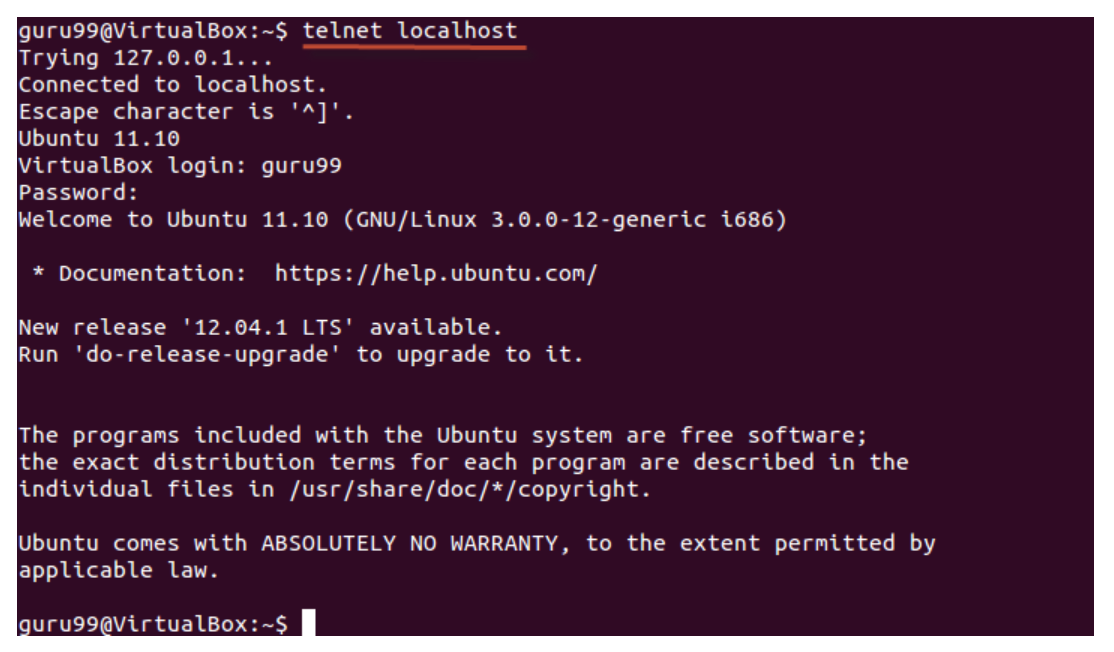 guru99@VirtualBox:~$ telnet localhost
Trying 127.0.0.1...
Connected to localhost.
Escape character is '^]'.
Ubuntu 11.10
VirtualBox login: guru99
Password:
Welcome to Ubuntu 11.10 (GNU/Linux 3.0.0-12-generic i686)
 * Documentation:  https://help.ubuntu.com/
New release '12.04.1 LTS' available.
Run 'do-release-upgrade' to upgrade to it.
The programs included with the Ubuntu system are free software;
the exact distribution terms for each program are described in the
individual files in /usr/share/doc/*/copyright.
Ubuntu comes with ABSOLUTELY NO WARRANTY, to the extent permitted by
applicable law.
guru99@VirtualBox:~$